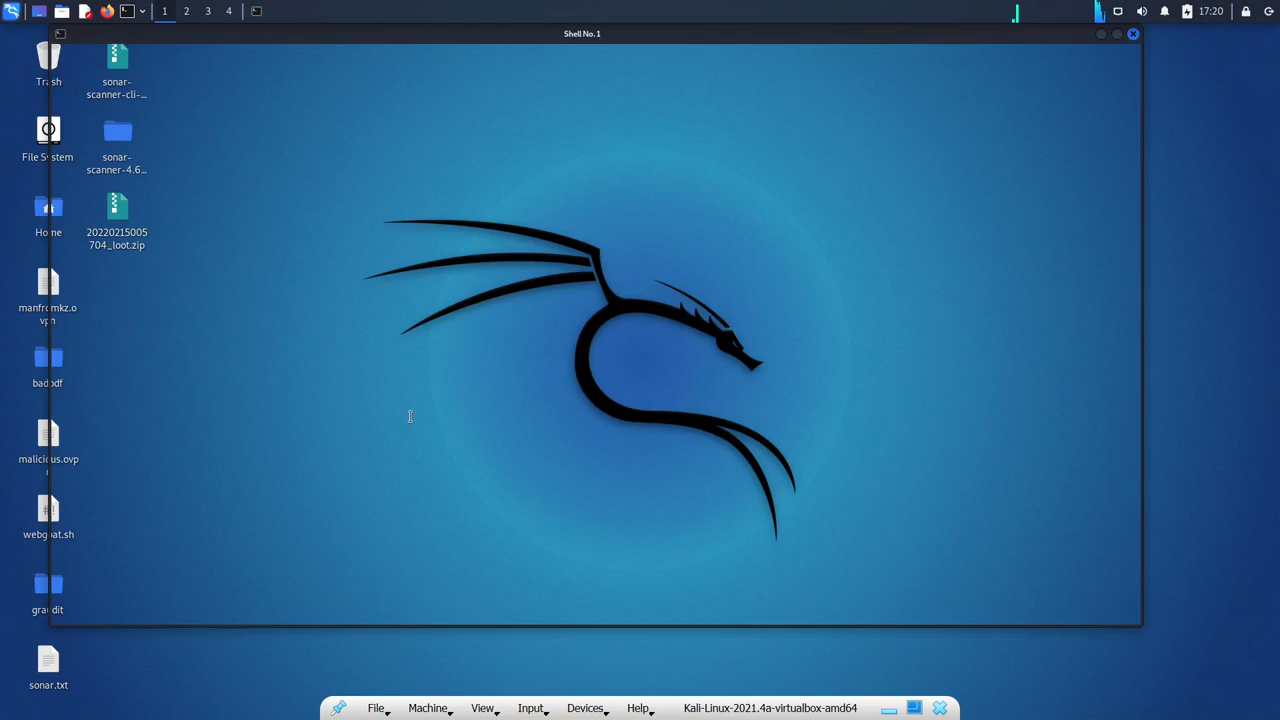 1 2 3 4
17:20
Shell No. 1
Trash
sonar-
scanner-cli-...
File System
sonar-
scanner-4.6...
Home
20220215005
704_loot.zip
manfromkz.o
vpn
badpdf
malicious.ovp
n
webgoat.sh
graudit
sonar.txt
File Machine View Input Devices Help Kali-Linux-2021.4a-virtualbox-amd64